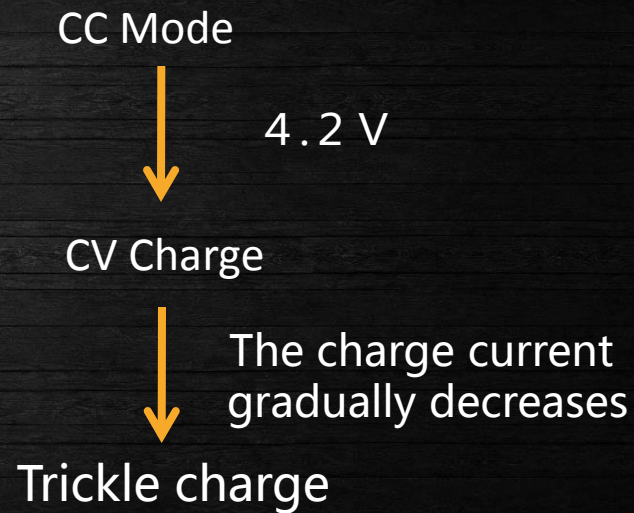 CC Mode
4.2 V
CV Charge
The charge current
gradually decreases
Trickle charge